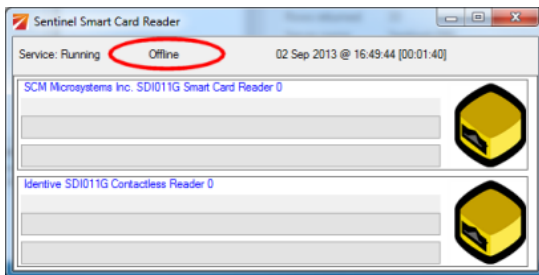 Sentinel Smart Card Reader
Service: Running Offline 02 Sep 2013 @ 16:49:44 [00:01:40]
SCM Microsystems Inc. SDI011G Smart Card Reader 0
Identive SDI011G Contactless Reader 0